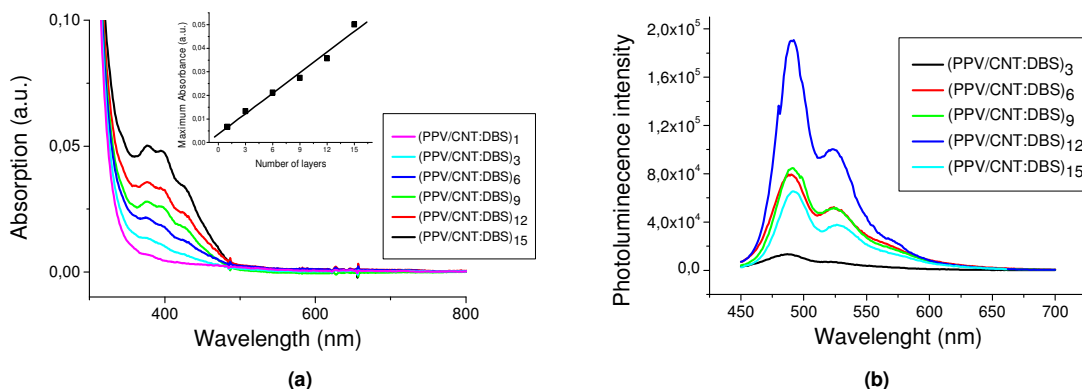 0,10
0,05
0,00
Absorption (a.u.)
400
600
800
Wavelength (nm)
0,05
0,04
0,03
0,02
0,01
0,00
Maximum Absorbance (a.u.)
0 3 6 9 12 15
Number of layers
(PPV/CNT:DBS)1
(PPV/CNT:DBS)3
(PPV/CNT:DBS)6
(PPV/CNT:DBS)9
(PPV/CNT:DBS)12
(PPV/CNT:DBS)15
(a)
2,0x10^5
1,6x10^5
1,2x10^5
8,0x10^4
4,0x10^4
0,0
Photoluminecence intensity
450 500 550 600 650 700
Wavelenght (nm)
(PPV/CNT:DBS)3
(PPV/CNT:DBS)6
(PPV/CNT:DBS)9
(PPV/CNT:DBS)12
(PPV/CNT:DBS)15
(b)